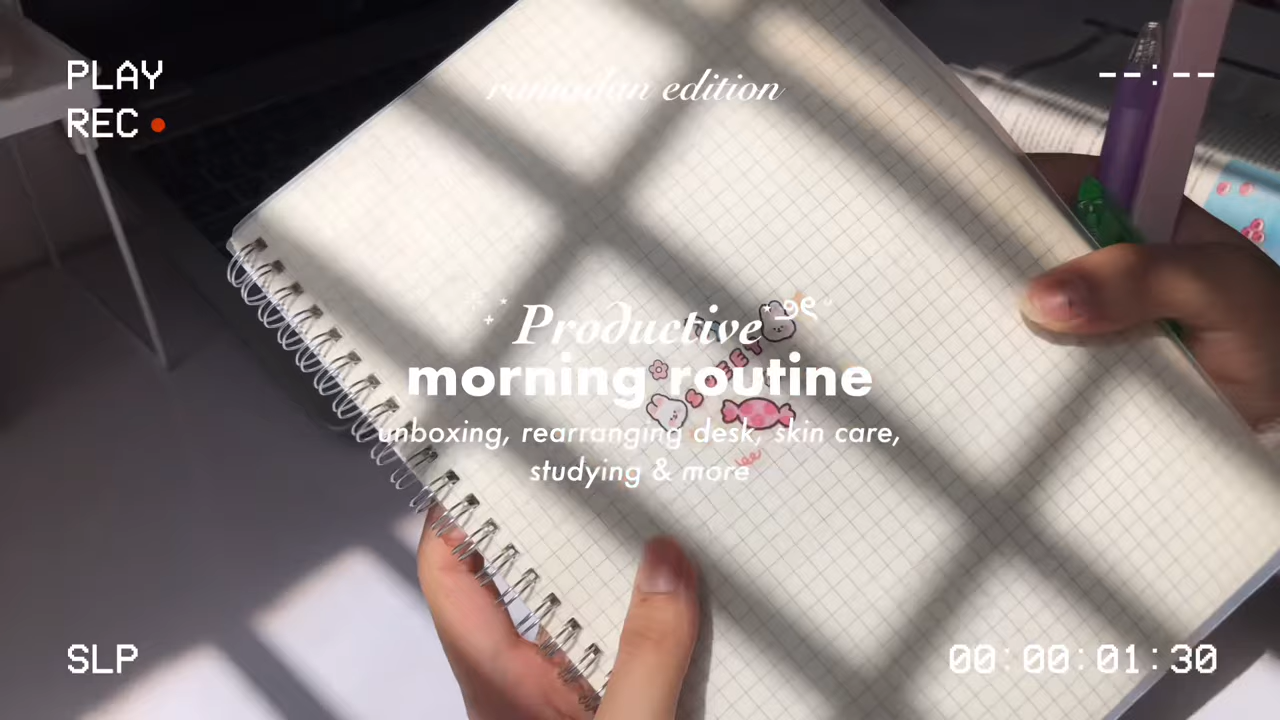 PLAY
REC
--:--
ramadan edition
Productive
morning routine
SWEET
unboxing, rearranging desk, skin care,
studying & more
SLP
00:00:01:30